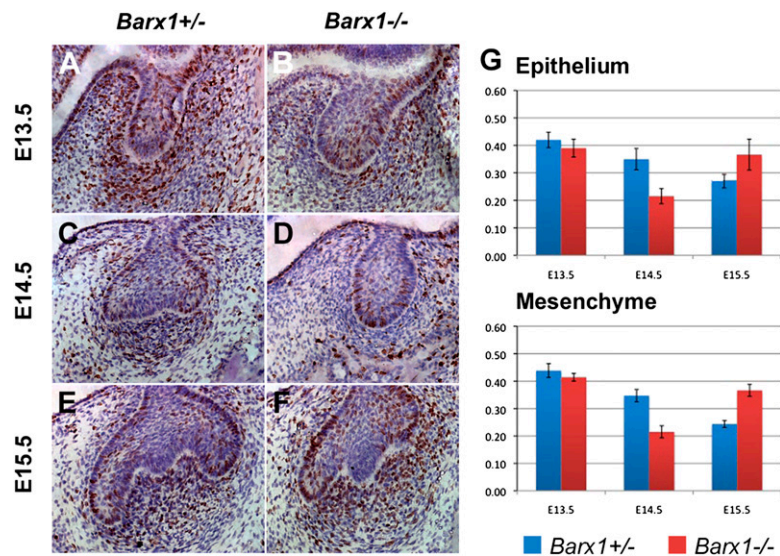 Barx1+/-
Barx1-/-
E13.5
E14.5
E15.5
A
B
C
D
E
F
G
Epithelium
0.60
0.50
0.40
0.30
0.20
0.10
0.00
E13.5
E14.5
E15.5
Mesenchyme
0.60
0.50
0.40
0.30
0.20
0.10
0.00
E13.5
E14.5
E15.5
Barx1+/-
Barx1-/-